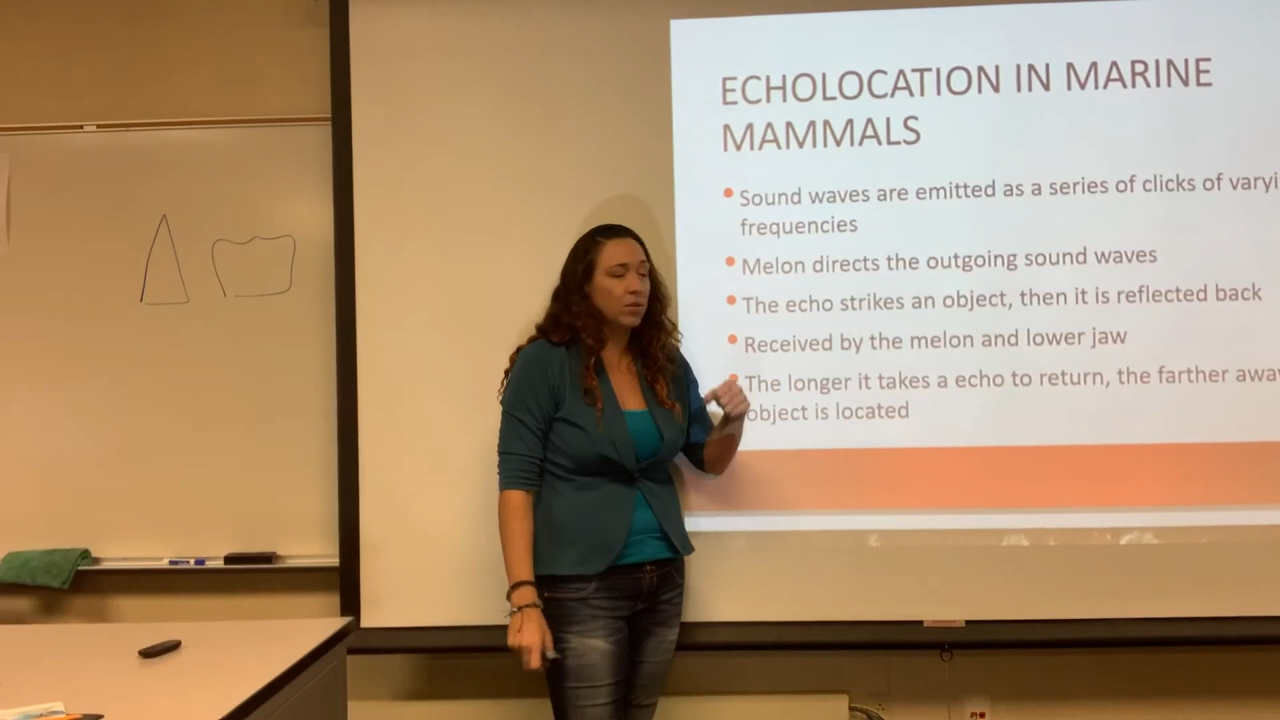 ECHOLOCATION IN MARINE
MAMMALS
Sound waves are emitted as a series of clicks of varyi
frequencies
Melon directs the outgoing sound waves
The echo strikes an object, then it is reflected back
Received by the melon and lower jaw
The longer it takes a echo to return, the farther away
object is located